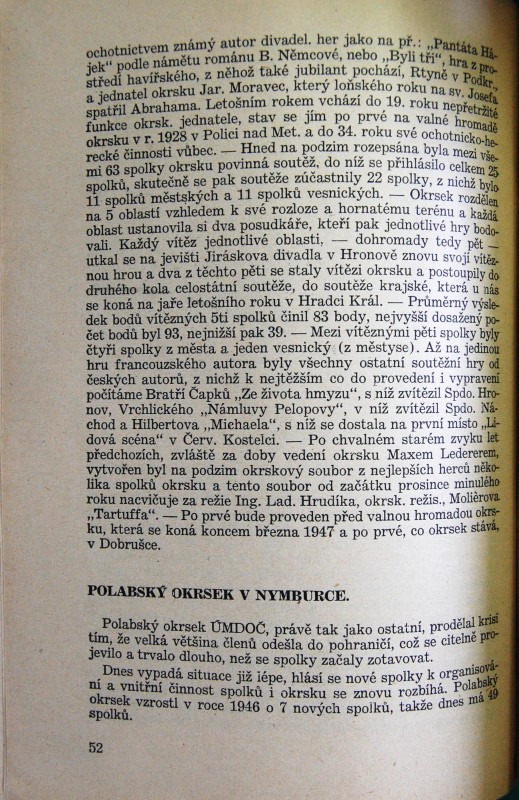 ochotnictvem známý autor divadel. her jako na př.: „Pantáta Há-
jek“ podle námětu románu B. Němcové, nebo „Byli tři“, hra z pro-
středí havířského, z něhož také jubilant pochází, Rtyně v Podkr.,
a jednatel okrsku Jar. Moravec, který loňského roku na sv. Josefa
spatřil Abrahama. Letošním rokem vchází do 19. roku nepřetržité
funkce okrsk. jednatele, stav se jím po prvé na valné hromadě
okrsku v r. 1928 v Polici nad Met. a do 34. roku své ochotnicko-he-
recké činnosti vůbec. — Hned na podzim rozepsána byla mezi vše-
mi 63 spolky okrsku povinná soutěž, do níž se přihlásilo celkem 25
spolků, skutečně se pak soutěže zúčastnily 22 spolky, z nichž bylo
11 spolků městských a 11 spolků vesnických. — Okrsek rozdělen
na 5 oblastí vzhledem k své rozloze a hornatému terénu a každá
oblast ustanovila si dva posudkáře, kteří pak jednotlivé hry bodo-
vali. Každý vítěz jednotlivé oblasti, — dohromady tedy pět —
utkal se na jevišti Jiráskova divadla v Hronově znovu svojí vítěz-
nou hrou a dva z těchto pěti se staly vítězi okrsku a postoupily do
druhého kola celostátní soutěže, do soutěže krajské, která u nás
se koná na jaře letošního roku v Hradci Král. — Průměrný výsle-
dek bodů vítězných 5ti spolků činil 83 body, nejvyšší dosažený po-
čet bodů byl 93, nejnižší pak 39. — Mezi vítěznými pěti spolky byly
čtyři spolky z města a jeden vesnický (z městyse). Až na jedinou
hru francouzského autora byly všechny ostatní soutěžní hry od
českých autorů, z nichž k nejtěžším co do provedení i vypravení
počítáme Bratří Čapků „Ze života hmyzu“, s níž zvítězil Spdo. Hro-
nov, Vrchlického „Námluvy Pelopovy“, v níž zvítězil Spdo. Ná-
chod a Hilbertova „Michaela“, s níž se dostala na první místo „Li-
dová scéna“ v Červ. Kostelci. — Po chvalném starém zvyku let
předchozích, zvláště za doby vedení okrsku Maxem Ledererem,
vytvořen byl na podzim okrskový soubor z nejlepších herců něko-
lika spolků okrsku a tento soubor od začátku prosince minulého
roku nacvičuje za režie Ing. Lad. Hrudíka, okrsk. režis., Moliėrova
„Tartuffa“. — Po prvé bude proveden před valnou hromadou okrs-
ku, která se koná koncem března 1947 a po prvé, co okrsek stává,
v Dobrušce.
POLABSKÝ OKRSEK V NYMBURCE.
Polabský okrsek ÚMDOČ, právě tak jako ostatní, prodělal krisi
tím, že velká většina členů odešla do pohraničí, což se citelně pro-
jevilo a trvalo dlouho, než se spolky začaly zotavovat.
Dnes vypadá situace již iépe, hlásí se nové spolky k organisová-
ní a vnitřní činnost spolků i okrsku se znovu rozbíhá. Polabský
okrsek vzrostl v roce 1946 o 7 nových spolků, takže dnes má 49
spolků.
52